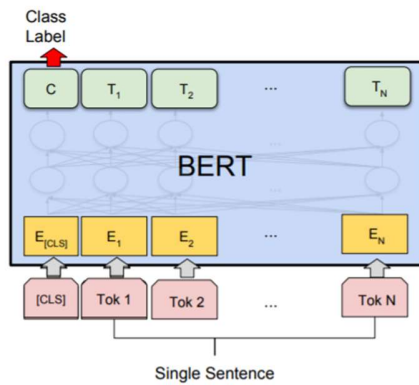 Class
Label
C T1 T2 ... TN
...
BERT
...
E[CLS] E1 E2 ... EN
[CLS] Tok 1 Tok 2 ... Tok N
Single Sentence